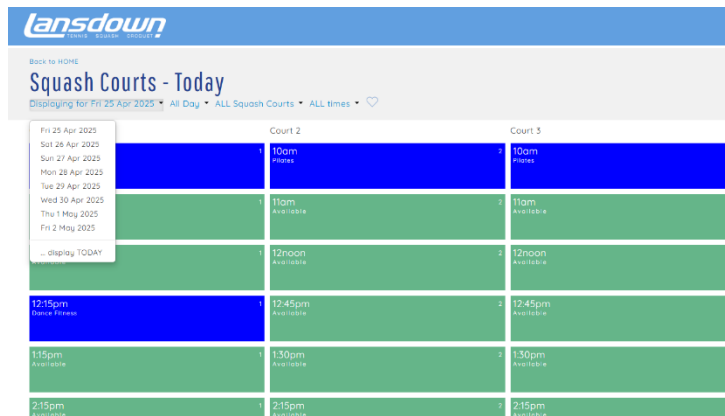 Lansdown
TENNIS SQUASH CROQUET
Back to HOME
Squash Courts - Today
Displaying for Fri 25 Apr 2025 All Day ALL Squash Courts ALL times
Fri 25 Apr 2025
Sat 26 Apr 2025
Sun 27 Apr 2025
Mon 28 Apr 2025
Tue 29 Apr 2025
Wed 30 Apr 2025
Thu 1 May 2025
Fri 2 May 2025
... display TODAY
Court 2 Court 3
1 10am 2 10am
Pilates Pilates
1 11am 2 11am
Available Available
1 12noon 2 12noon
Available Available Available
12:15pm 1 12:45pm 2 12:45pm
Dance Fitness Available Available
1:15pm 1 1:30pm 2 1:30pm
Available Available Available
2:15pm 1 2:15pm 2 2:15pm
Available Available Available